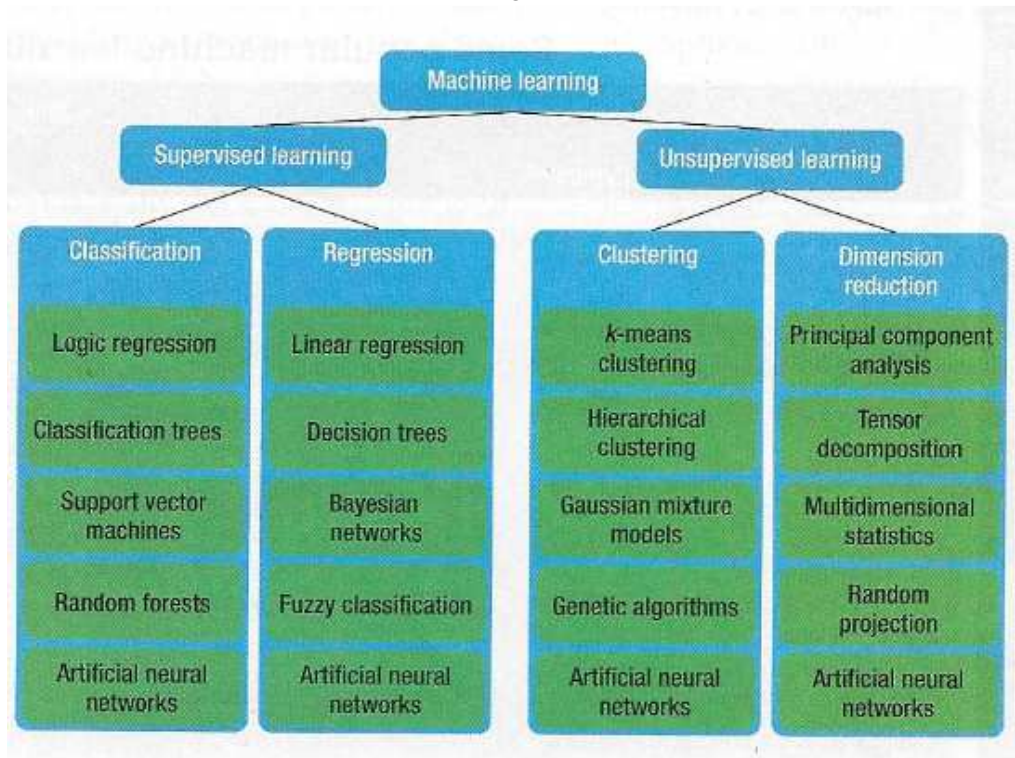 Machine learning
Supervised learning
Unsupervised learning
Classification
Logic regression
Classification trees
Support vector
machines
Random forests
Artificial neural
networks
Regression
Linear regression
Decision trees
Bayesian
networks
Fuzzy classification
Artificial neural
networks
Clustering
k-means
clustering
Hierarchical
clustering
Gaussian mixture
models
Genetic algorithms
Artificial neural
networks
Dimension
reduction
Principal component
analysis
Tensor
decomposition
Multidimensional
statistics
Random
projection
Artificial neural
networks